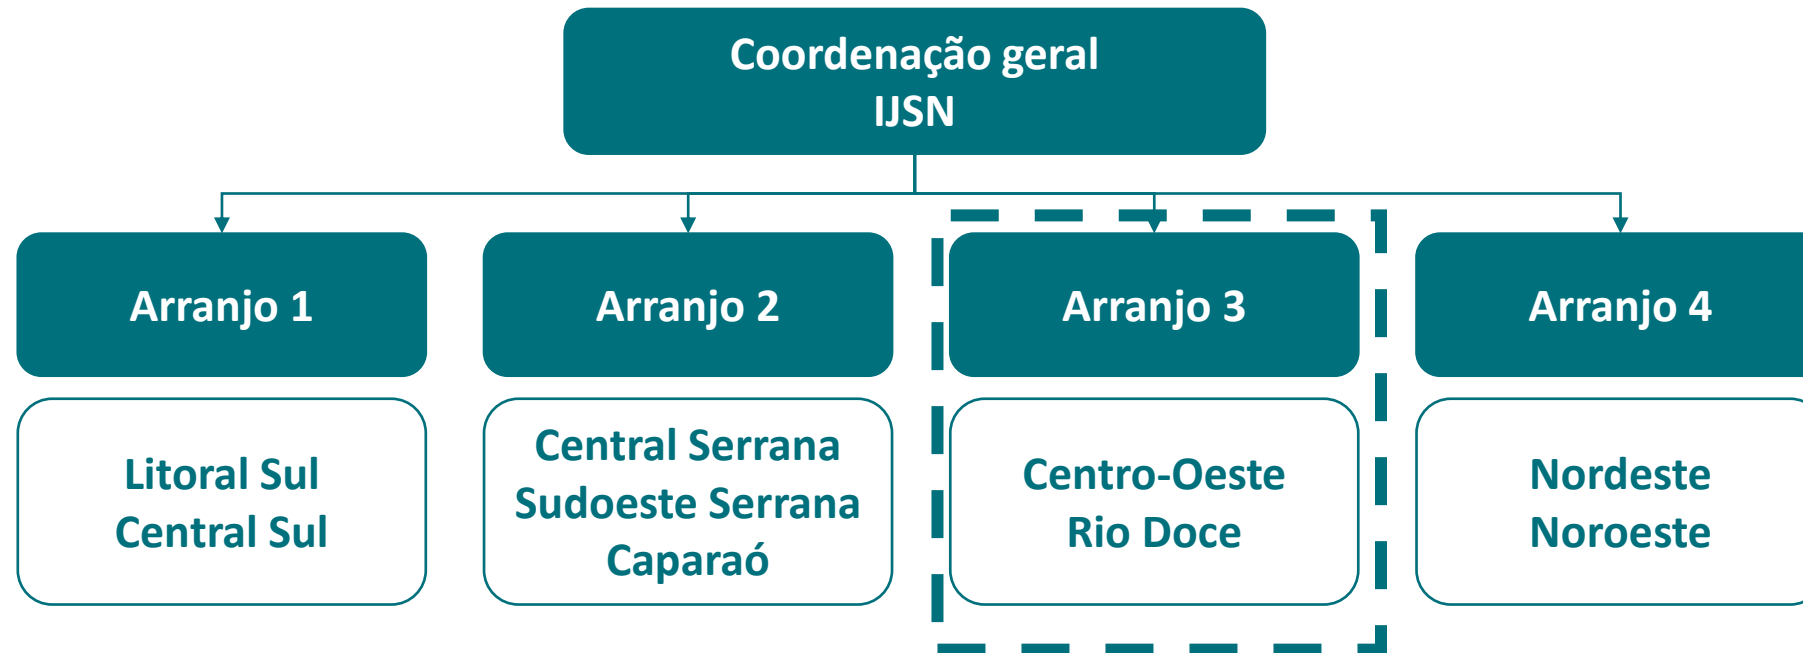 Coordenação geral
IJSN
Arranjo 1
Arranjo 2
Arranjo 3
Arranjo 4
Litoral Sul
Central Sul
Central Serrana
Sudoeste Serrana
Caparaó
Centro-Oeste
Rio Doce
Nordeste
Noroeste